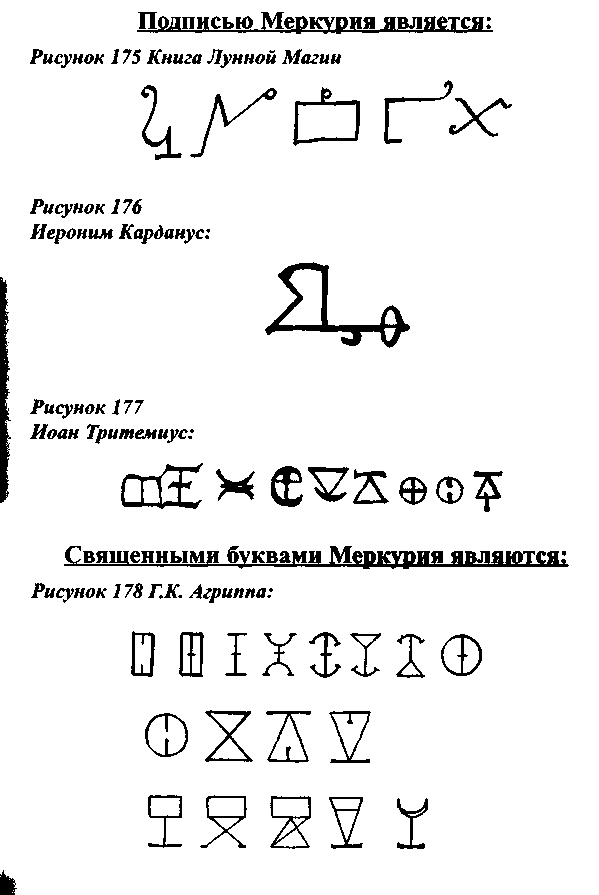 Подписью Меркурия является:
Рисунок 175 Книга Лунной Магии
Рисунок 176
Иероним Карданус:
Рисунок 177
Иоан Тритемиус:
Священными буквами Меркурия являются:
Рисунок 178 Г.К. Агриппа: